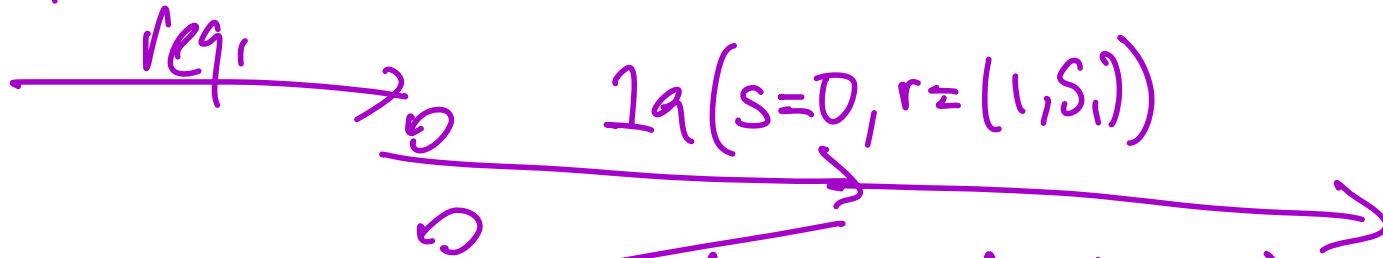 req₁
1a(s=0, r=(1,S₁))